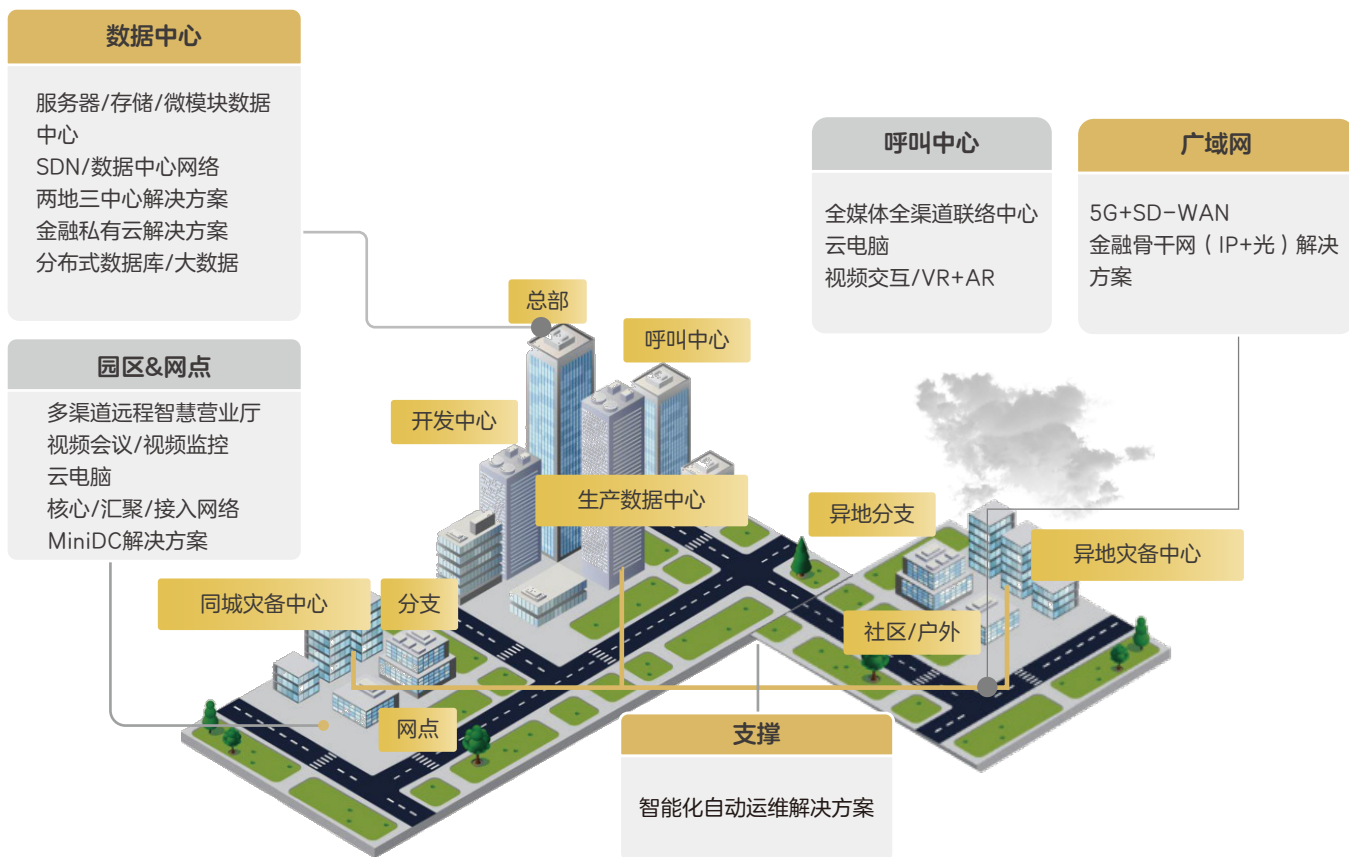 数据中心
服务器/存储/微模块数据
中心
SDN/数据中心网络
两地三中心解决方案
金融私有云解决方案
分布式数据库/大数据
呼叫中心
全媒体全渠道联络中心
云电脑
视频交互/VR+AR
广域网
5G+SD-WAN
金融骨干网（IP+光）解决
方案
园区&网点
多渠道远程智慧营业厅
视频会议/视频监控
云电脑
核心/汇聚/接入网络
MiniDC解决方案
总部
呼叫中心
开发中心
生产数据中心
异地分支
异地灾备中心
同城灾备中心
分支
社区/户外
网点
支撑
智能化自动运维解决方案